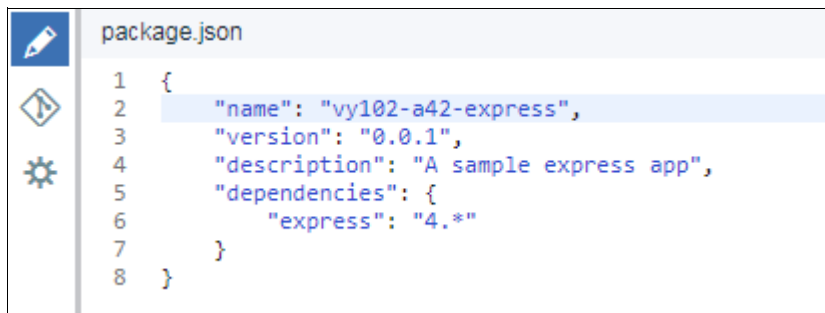 package.json
1 {
2 "name": "vy102-a42-express",
3 "version": "0.0.1",
4 "description": "A sample express app",
5 "dependencies": {
6 "express": "4.*"
7 }
8 }